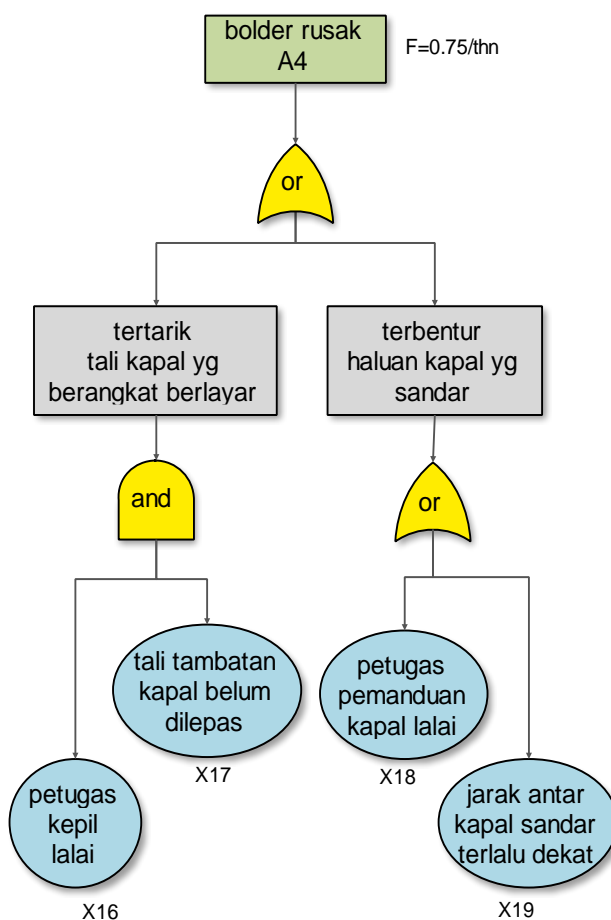 bolder rusak
A4
F=0.75/thn
or
tertarik
tali kapal yg
berangkat berlayar
terbentur
haluan kapal yg
sandar
and
or
tali tambatan
kapal belum
dilepas
X17
petugas
pemanduan
kapal lalai
X18
petugas
kepil
lalai
X16
jarak antar
kapal sandar
terlalu dekat
X19